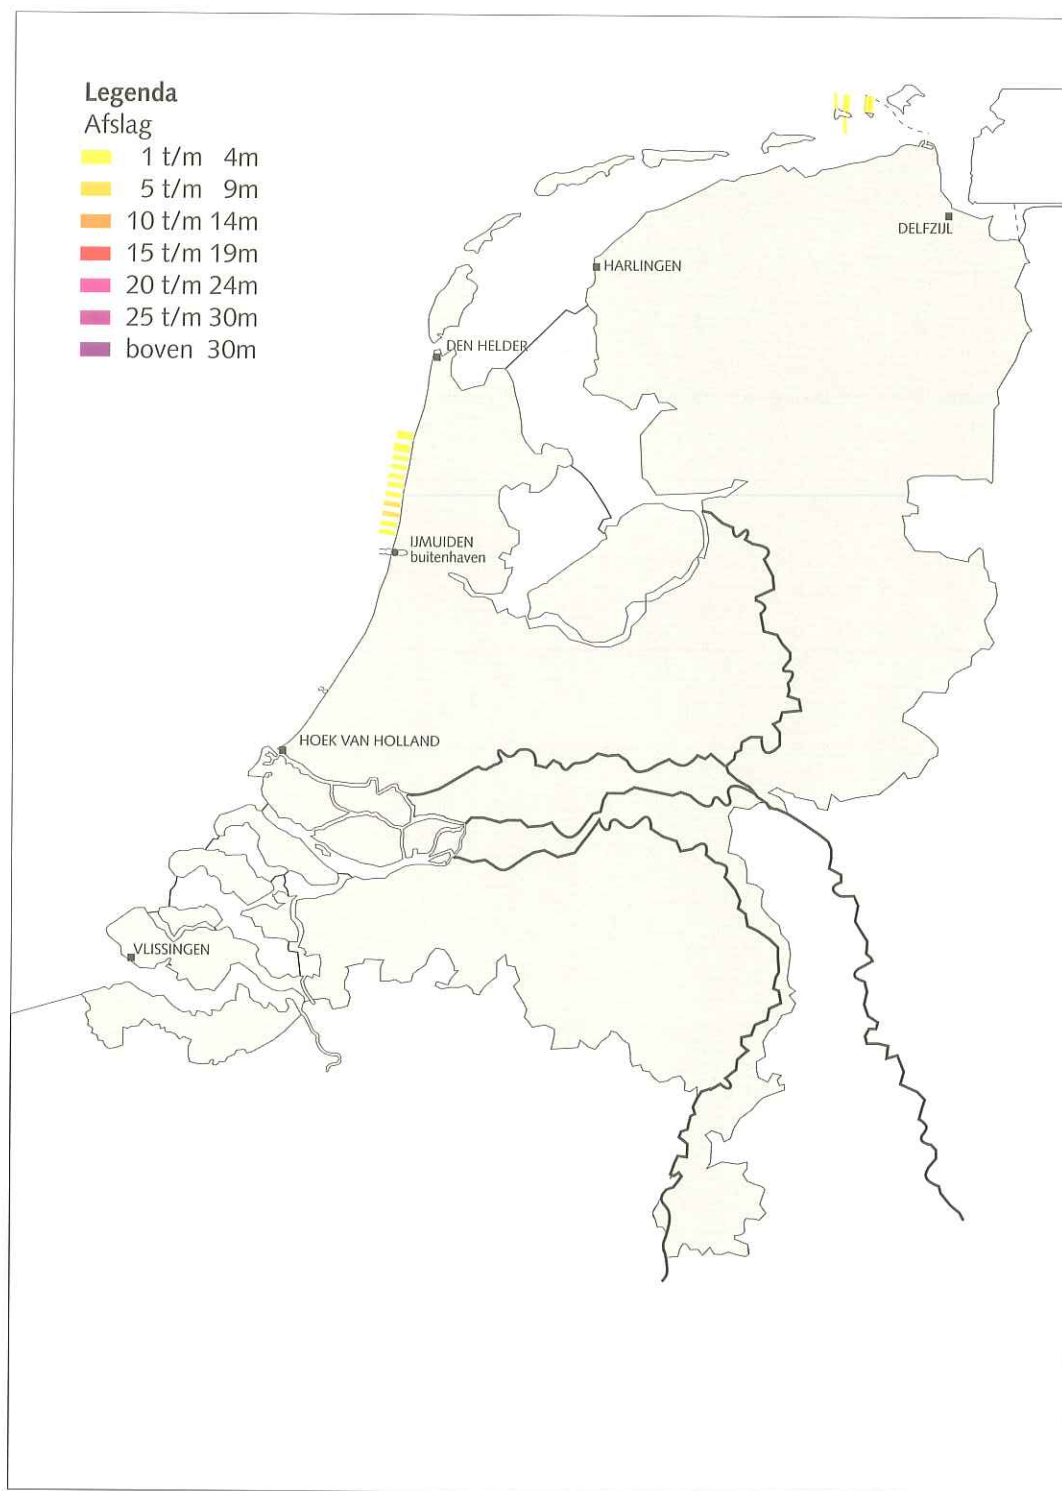 Legenda
Afslag
1 t/m 4m
5 t/m 9m
10 t/m 14m
15 t/m 19m
20 t/m 24m
25 t/m 30m
boven 30m
DELFZIJL
HARLINGEN
DEN HELDER
IJMUIDEN
buitenhaven
HOEK VAN HOLLAND
VLISSINGEN